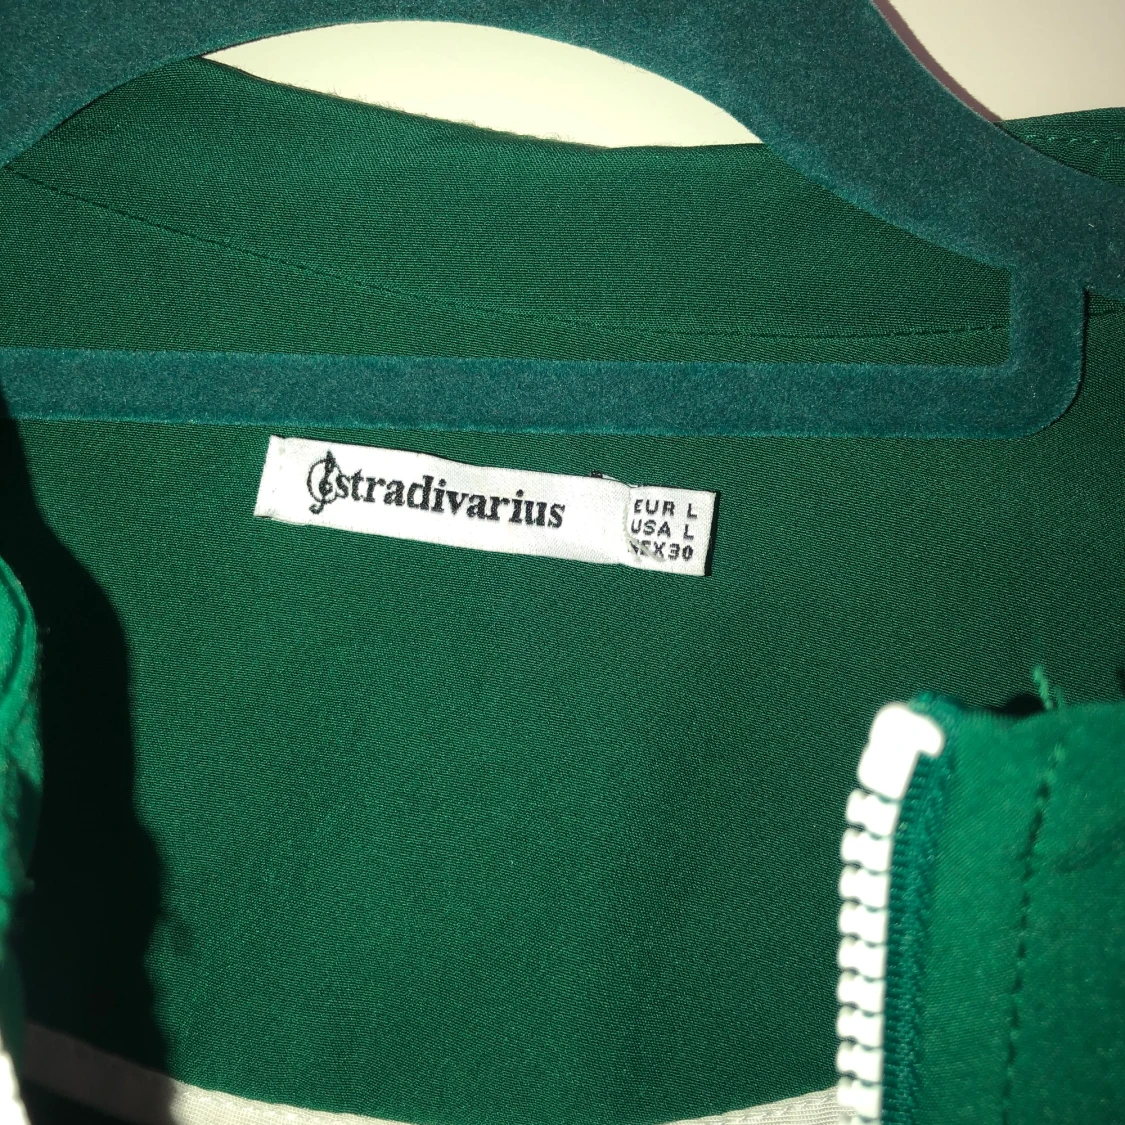 stradivarius
EUR L
USA L
MEX 30